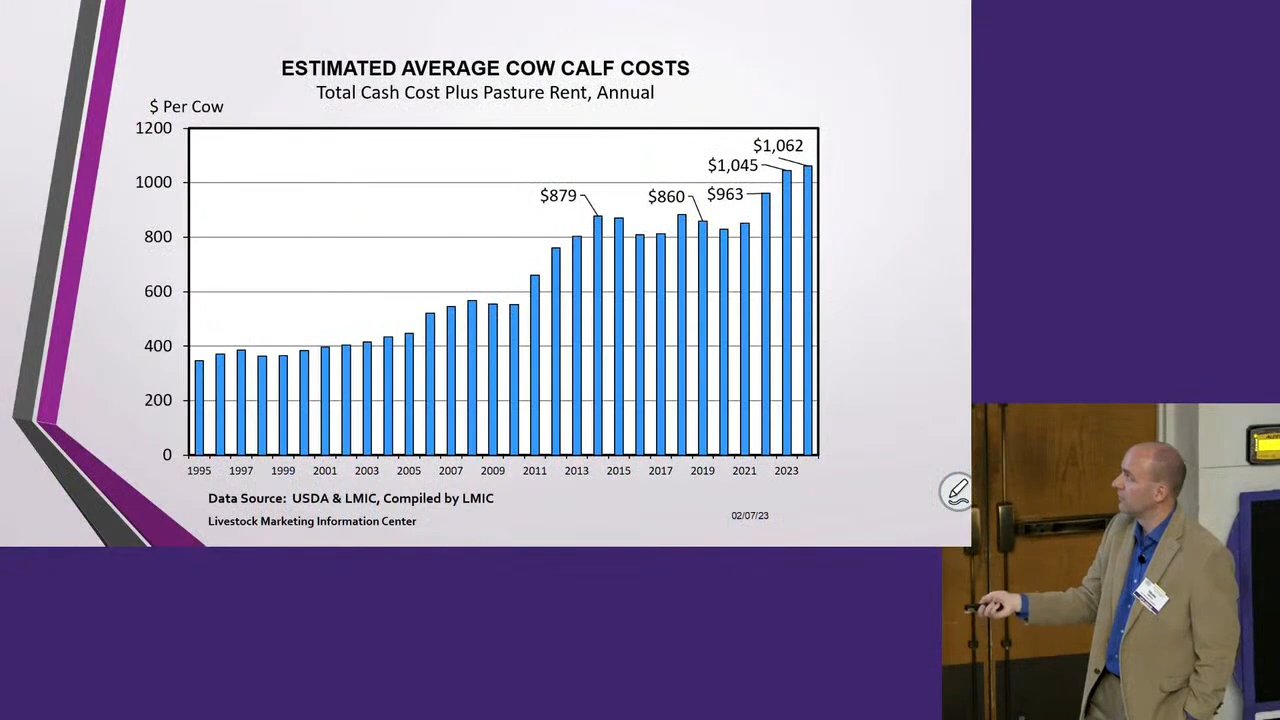 ESTIMATED AVERAGE COW CALF COSTS
Total Cash Cost Plus Pasture Rent, Annual
$ Per Cow
1200
1000
800
600
400
200
0
$879
$860
$963
$1,045
$1,062
1995 1997 1999 2001 2003 2005 2007 2009 2011 2013 2015 2017 2019 2021 2023
Data Source: USDA & LMIC, Compiled by LMIC
Livestock Marketing Information Center
02/07/23